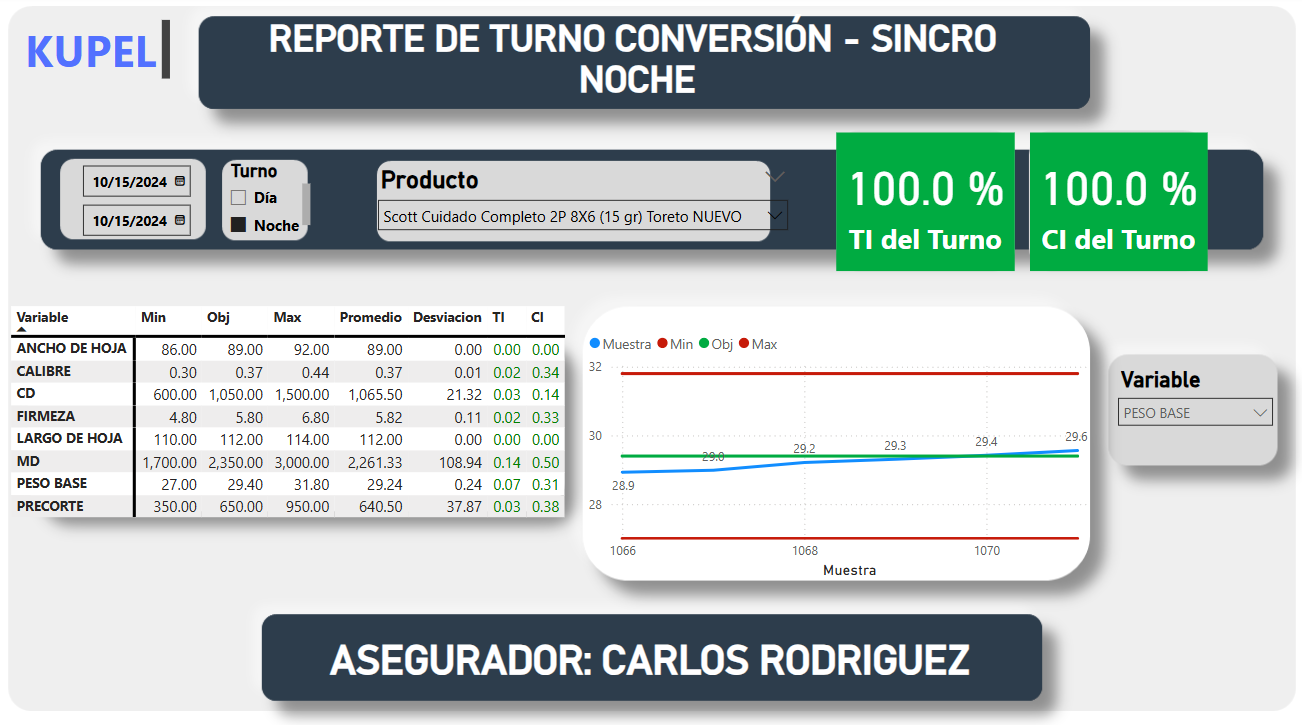 KUPEL
REPORTE DE TURNO CONVERSIÓN - SINCRO
NOCHE
10/15/2024
10/15/2024
Turno
Día
Noche
Producto
Scott Cuidado Completo 2P 8X6 (15 gr) Toreto NUEVO
100.0 %
TI del Turno
100.0 %
CI del Turno
Variable Min Obj Max Promedio Desviacion TI CI
ANCHO DE HOJA 86.00 89.00 92.00 89.00 0.00 0.00 0.00
CALIBRE 0.30 0.37 0.44 0.37 0.01 0.02 0.34
CD 600.00 1,050.00 1,500.00 1,065.50 21.32 0.03 0.14
FIRMEZA 4.80 5.80 6.80 5.82 0.11 0.02 0.33
LARGO DE HOJA 110.00 112.00 114.00 112.00 0.00 0.00 0.00
MD 1,700.00 2,350.00 3,000.00 2,261.33 108.94 0.14 0.50
PESO BASE 27.00 29.40 31.80 29.24 0.24 0.07 0.31
PRECORTE 350.00 650.00 950.00 640.50 37.87 0.03 0.38
Muestra Min Obj Max
32
30
28
28.9 29.0 29.2 29.3 29.4 29.6
1066 1068 1070
Muestra
Variable
PESO BASE
ASEGURADOR: CARLOS RODRIGUEZ